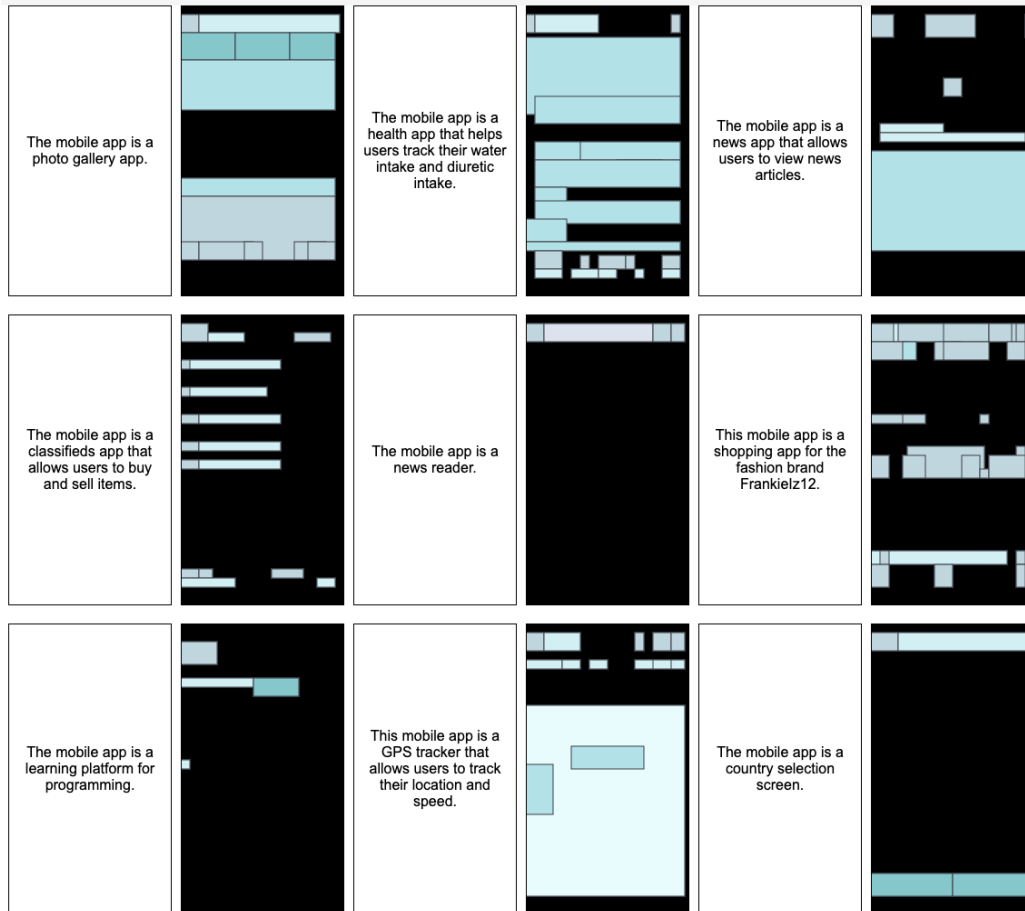 The mobile app is a
photo gallery app.
The mobile app is a
health app that helps
users track their water
intake and diuretic
intake.
The mobile app is a
news app that allows
users to view news
articles.
The mobile app is a
classifieds app that
allows users to buy
and sell items.
The mobile app is a
news reader.
This mobile app is a
shopping app for the
fashion brand
Frankielz12.
The mobile app is a
learning platform for
programming.
This mobile app is a
GPS tracker that
allows users to track
their location and
speed.
The mobile app is a
country selection
screen.